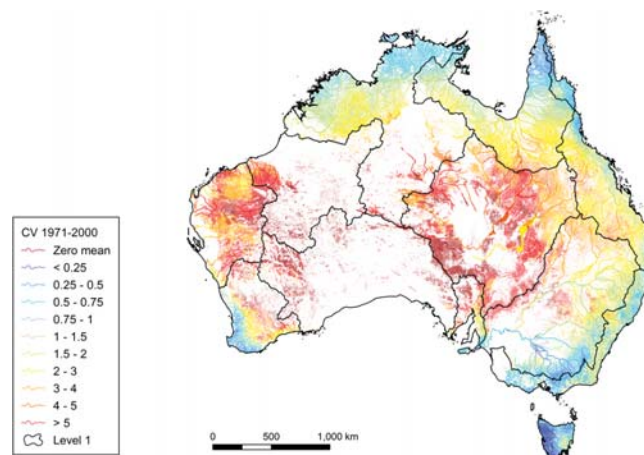 CV 1971-2000
Zero mean
< 0.25
0.25 - 0.5
0.5 - 0.75
0.75 - 1
1 - 1.5
1.5 - 2
2 - 3
3 - 4
4 - 5
> 5
Level 1
0 500 1,000 km